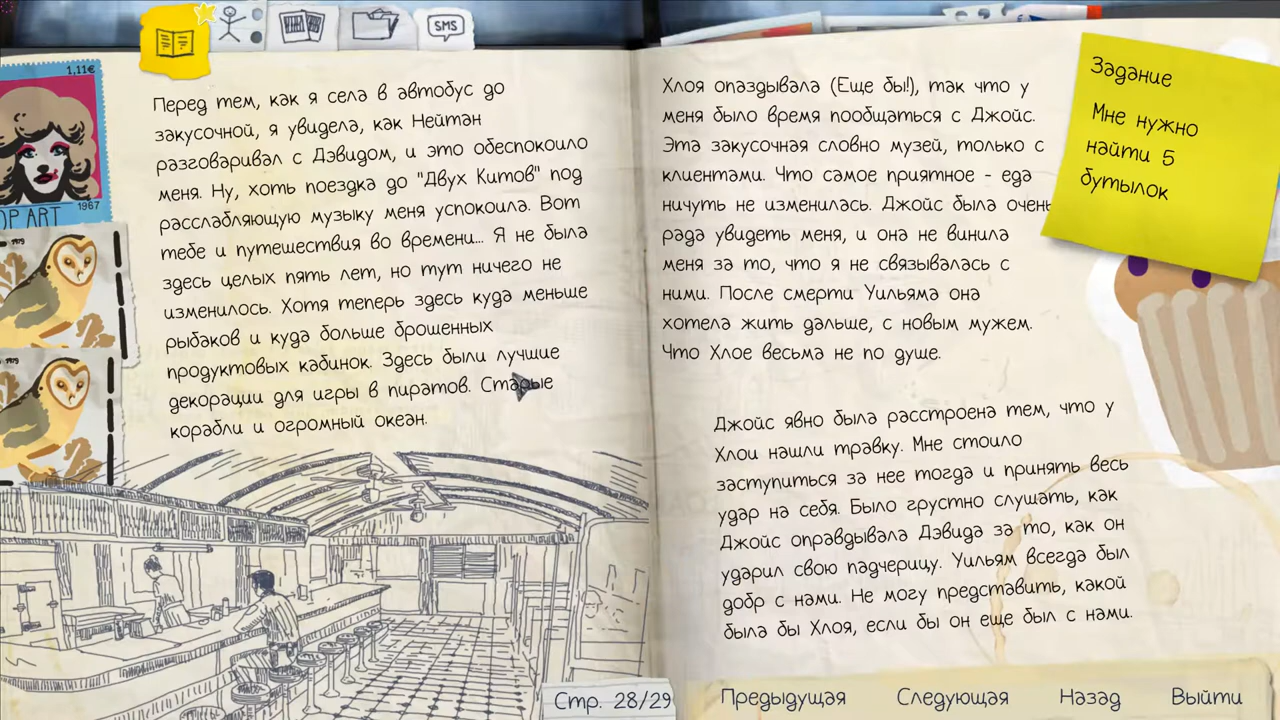 SMS
1,11€
OP ART
1967
1979
1979
Перед тем, как я села в автобус до
закусочной, я увидела, как Нейтан
разговаривал с Дэвидом, и это обеспокоило
меня. Ну, хоть поездка до "Двух Китов" под
расслабляющую музыку меня успокоила. Вот
тебе и путешествия во времени... Я не была
здесь целых пять лет, но тут ничего не
изменилось. Хотя теперь здесь куда меньше
рыбаков и куда больше брошенных
продуктовых кабинок. Здесь были лучшие
декорации для игры в пиратов. Старые
корабли и огромный океан.
Хлоя опаздывала (Еще бы!), так что у
меня было время пообщаться с Джойс.
Эта закусочная словно музей, только с
клиентами. Что самое приятное - еда
ничуть не изменилась. Джойс была очень
рада увидеть меня, и она не винила
меня за то, что я не связывалась с
ними. После смерти Уильяма она
хотела жить дальше, с новым мужем.
Что Хлое весьма не по душе.
Джойс явно была расстроена тем, что у
Хлои нашли травку. Мне стоило
заступиться за нее тогда и принять весь
удар на себя. Было грустно слушать, как
Джойс оправдывала Дэвида за то, как он
ударил свою падчерицу. Уильям всегда был
добр с нами. Не могу представить, какой
была бы Хлоя, если бы он еще был с нами.
Задание
Мне нужно
найти 5
бутылок
Стр. 28/29
Предыдущая Следующая Назад Выйти